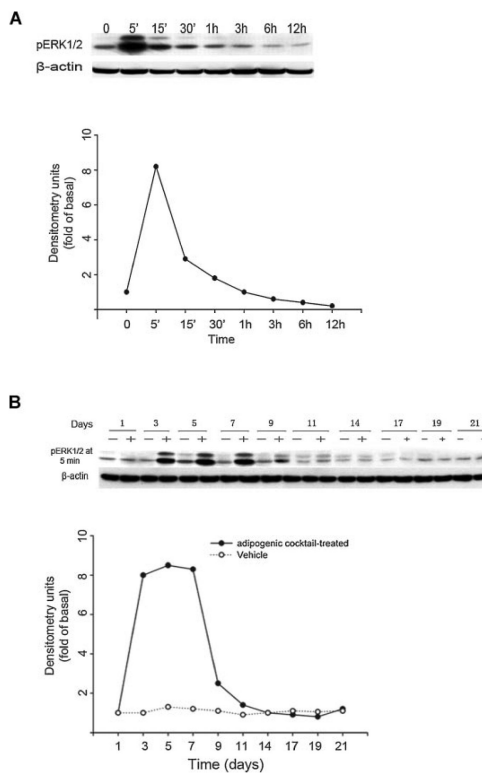 A
0 5' 15' 30' 1h 3h 6h 12h
pERK1/2
β-actin
Densitometry units
(fold of basal)
10
8
6
4
2
0 5' 15' 30' 1h 3h 6h 12h
Time
B
Days 1 3 5 7 9 11 14 17 19 21
− + − + − + − + − + − + − + − + − + − +
pERK1/2 at
5 min
β-actin
Densitometry units
(fold of basal)
10
8
6
4
2
adipogenic cocktail-treated
Vehicle
1 3 5 7 9 11 14 17 19 21
Time (days)